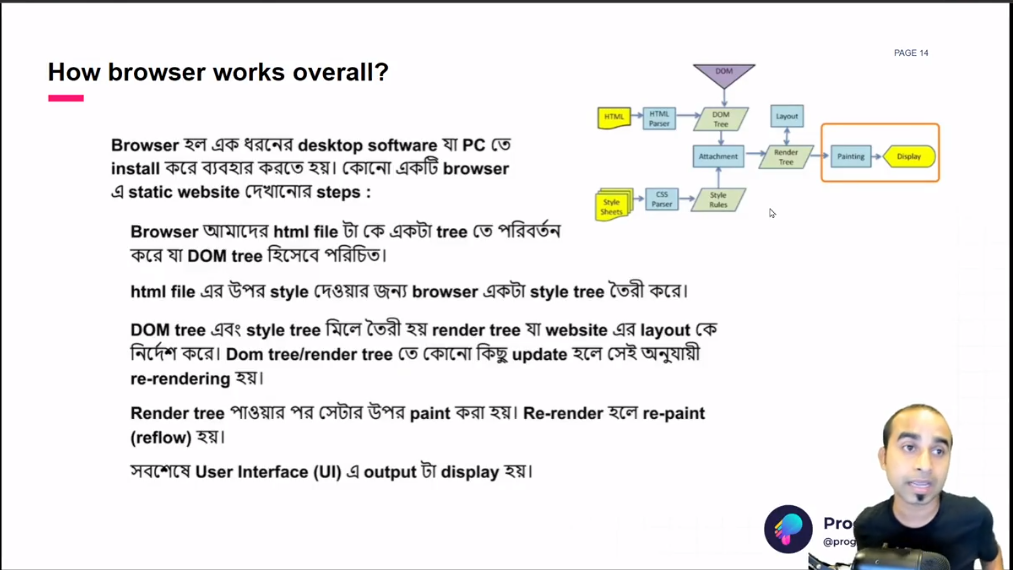 PAGE 14
How browser works overall?
Browser হল এক ধরনের desktop software যা PC তে
install করে ব্যবহার করতে হয়। কোনো একটি browser
এ static website দেখানোর steps :
Browser আমাদের html file টা কে একটা tree তে পরিবর্তন
করে যা DOM tree হিসেবে পরিচিত।
html file এর উপর style দেওয়ার জন্য browser একটা style tree তৈরী করে।
DOM tree এবং style tree মিলে তৈরী হয় render tree যা website এর layout কে
নির্দেশ করে। Dom tree/render tree তে কোনো কিছু update হলে সেই অনুযায়ী
re-rendering হয়।
Render tree পাওয়ার পর সেটার উপর paint করা হয়। Re-render হলে re-paint
(reflow) হয়।
সবশেষে User Interface (UI) এ output টা display হয়।
DOM
HTML
HTML
Parser
DOM
Tree
Layout
Attachment
Render
Tree
Painting
Display
Style
Sheets
CSS
Parser
Style
Rules